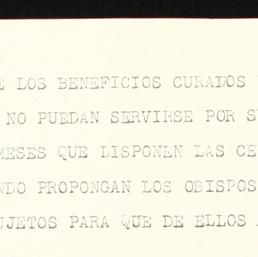 E LOS BENEFICIOS CURADOS
NO PUEDAN SERVIRSE POR S
MESES QUE DISPONEN LAS CE
NDO PROPONGAN LOS OBISPOS
UJETOS PARA QUE DE ELLOS